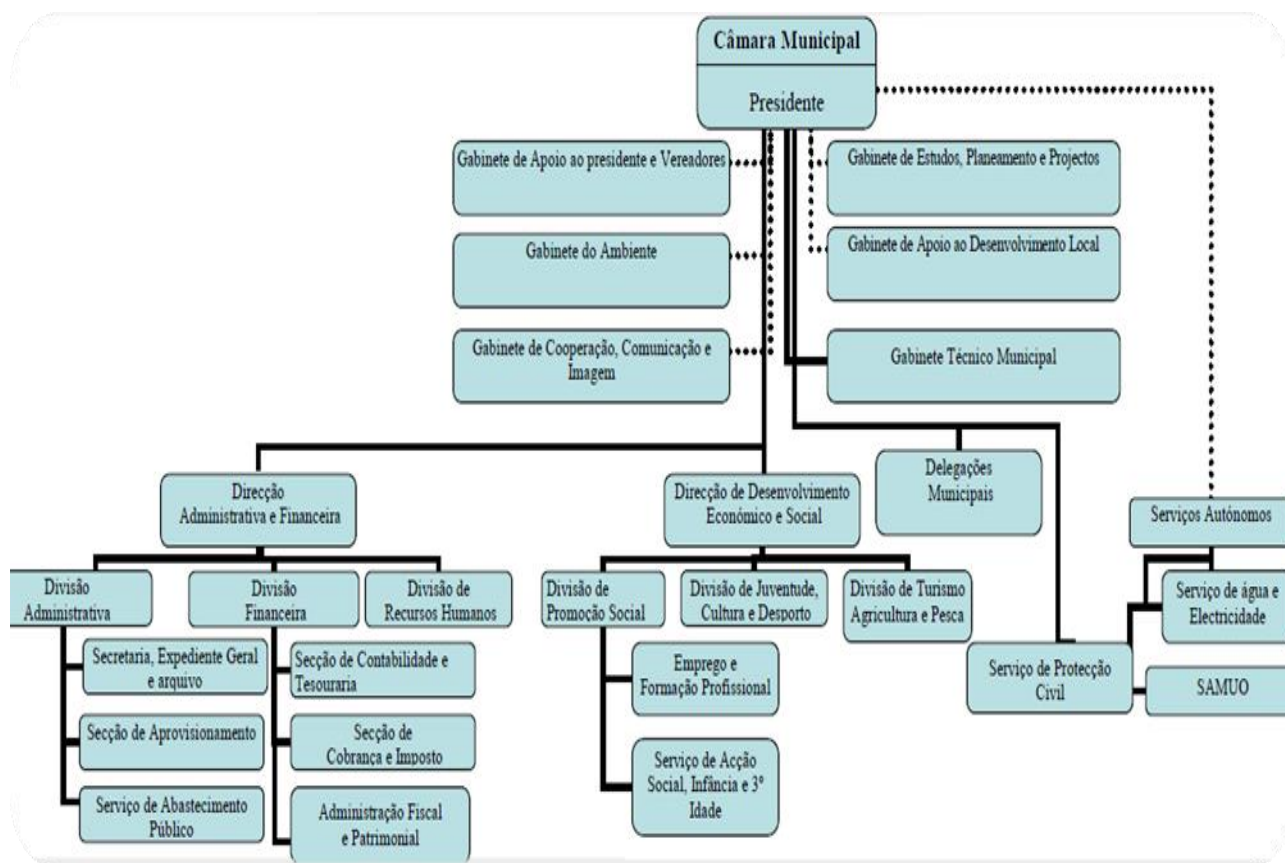 Câmara Municipal
Presidente
Gabinete de Apoio ao presidente e Vereadores
Gabinete de Estudos, Planeamento e Projectos
Gabinete do Ambiente
Gabinete de Apoio ao Desenvolvimento Local
Gabinete de Cooperação, Comunicação e
Imagem
Gabinete Técnico Municipal
Direcção
Administrativa e Financeira
Direcção de Desenvolvimento
Económico e Social
Delegações
Municipais
Serviços Autónomos
Divisão
Administrativa
Divisão
Financeira
Divisão de
Recursos Humanos
Divisão de
Promoção Social
Divisão de Juventude,
Cultura e Desporto
Divisão de Turismo
Agricultura e Pesca
Serviço de água e
Electricidade
Secretaria, Expediente Geral
e arquivo
Secção de Contabilidade e
Tesouraria
Emprego e
Formação Profissional
Serviço de Protecção
Civil
SAMUO
Secção de Aprovisionamento
Secção de
Cobrança e Imposto
Serviço de Acção
Social, Infância e 3º
Idade
Serviço de Abastecimento
Público
Administração Fiscal
e Patrimonial